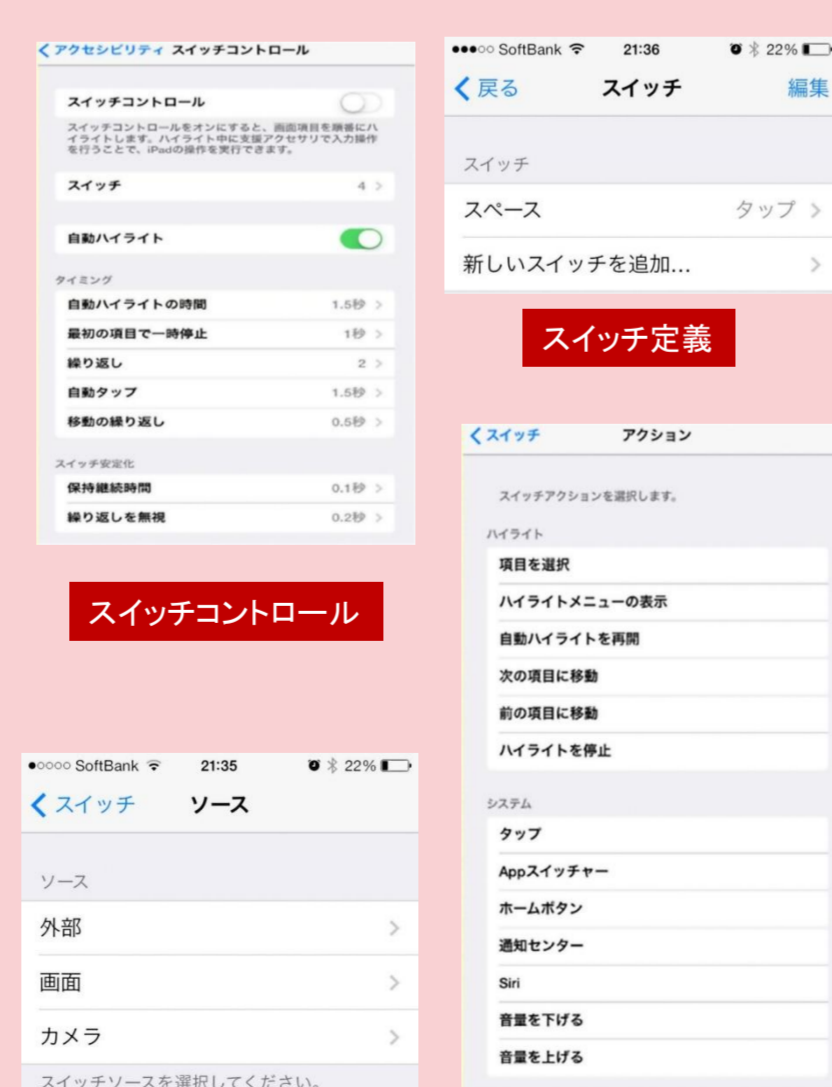 アクセシビリティ スイッチコントロール
スイッチコントロール
スイッチコントロールをオンにすると、画面項目を順番にハ
イライトします。ハイライト中に支援アクセサリで入力操作
を行うことで、iPadの操作を実行できます。
スイッチ 4
自動ハイライト
タイミング
自動ハイライトの時間 1.5秒
最初の項目で一時停止 1秒
繰り返し 2
自動タップ 1.5秒
移動の繰り返し 0.5秒
スイッチ安定化
保持継続時間 0.1秒
繰り返しを無視 0.2秒
スイッチコントロール
SoftBank 21:36 22%
戻る スイッチ 編集
スイッチ
スペース タップ
新しいスイッチを追加...
スイッチ定義
SoftBank 21:35 22%
スイッチ ソース
ソース
外部
画面
カメラ
スイッチソースを選択してください。
スイッチ アクション
スイッチアクションを選択します。
ハイライト
項目を選択
ハイライトメニューの表示
自動ハイライトを再開
次の項目に移動
前の項目に移動
ハイライトを停止
システム
タップ
Appスイッチャー
ホームボタン
通知センター
Siri
音量を下げる
音量を上げる